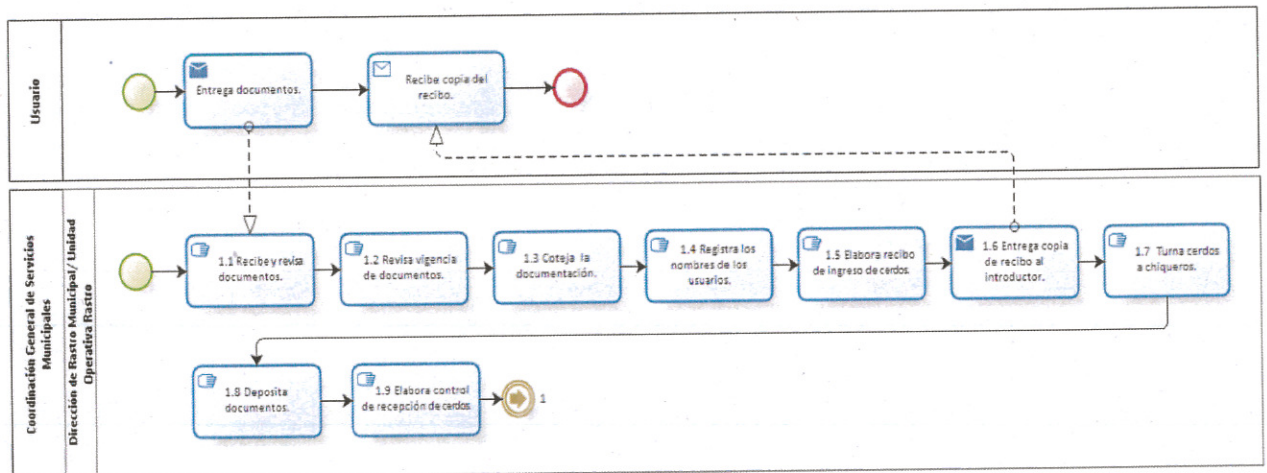 Usuario
Entrega documentos.
Recibe copia del
recibo.
Coordinación General de Servicios
Municipales
Dirección de Rastro Municipal/ Unidad
Operativa Rastro
1.1 Recibe y revisa
documentos.
1.2 Revisa vigencia
de documentos.
1.3 Coteja la
documentación.
1.4 Registra los
nombres de los
usuarios.
1.5 Elabora recibo
de ingreso de cerdos.
1.6 Entrega copia
de recibo al
introductor.
1.7 Turna cerdos
a chiqueros.
1.8 Deposita
documentos.
1.9 Elabora control
de recepción de cerdos
1